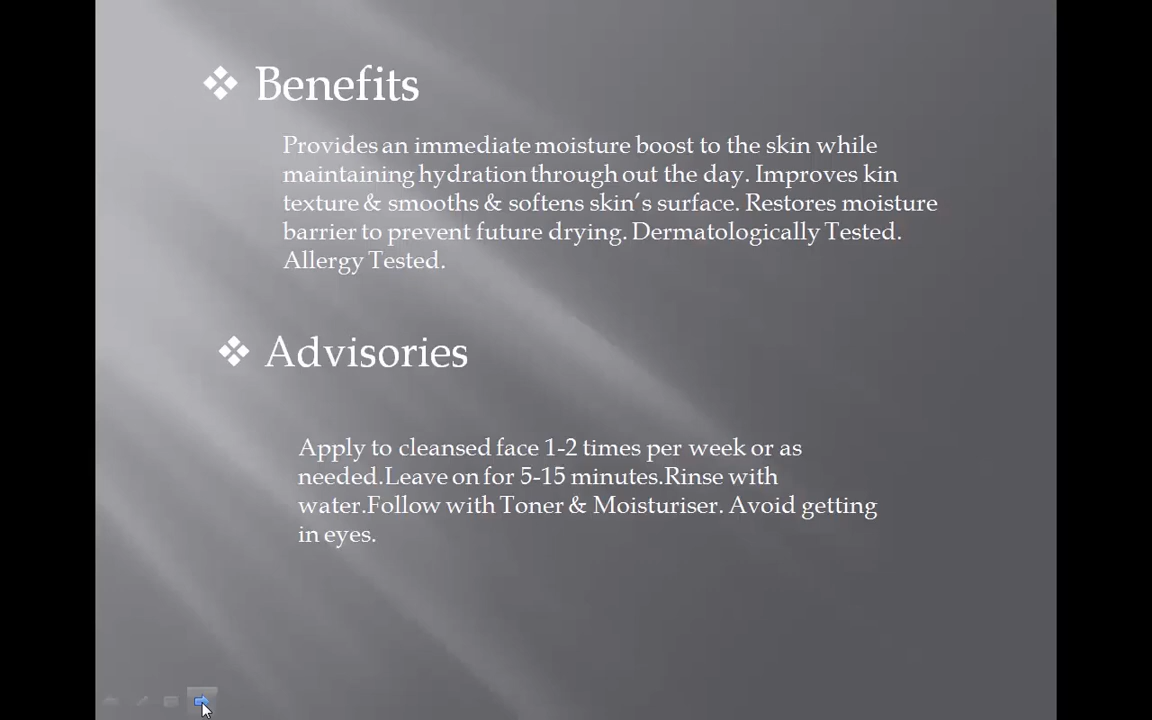 ❖ Benefits
Provides an immediate moisture boost to the skin while
maintaining hydration through out the day. Improves kin
texture & smooths & softens skin’s surface. Restores moisture
barrier to prevent future drying. Dermatologically Tested.
Allergy Tested.
❖ Advisories
Apply to cleansed face 1-2 times per week or as
needed.Leave on for 5-15 minutes.Rinse with
water.Follow with Toner & Moisturiser. Avoid getting
in eyes.